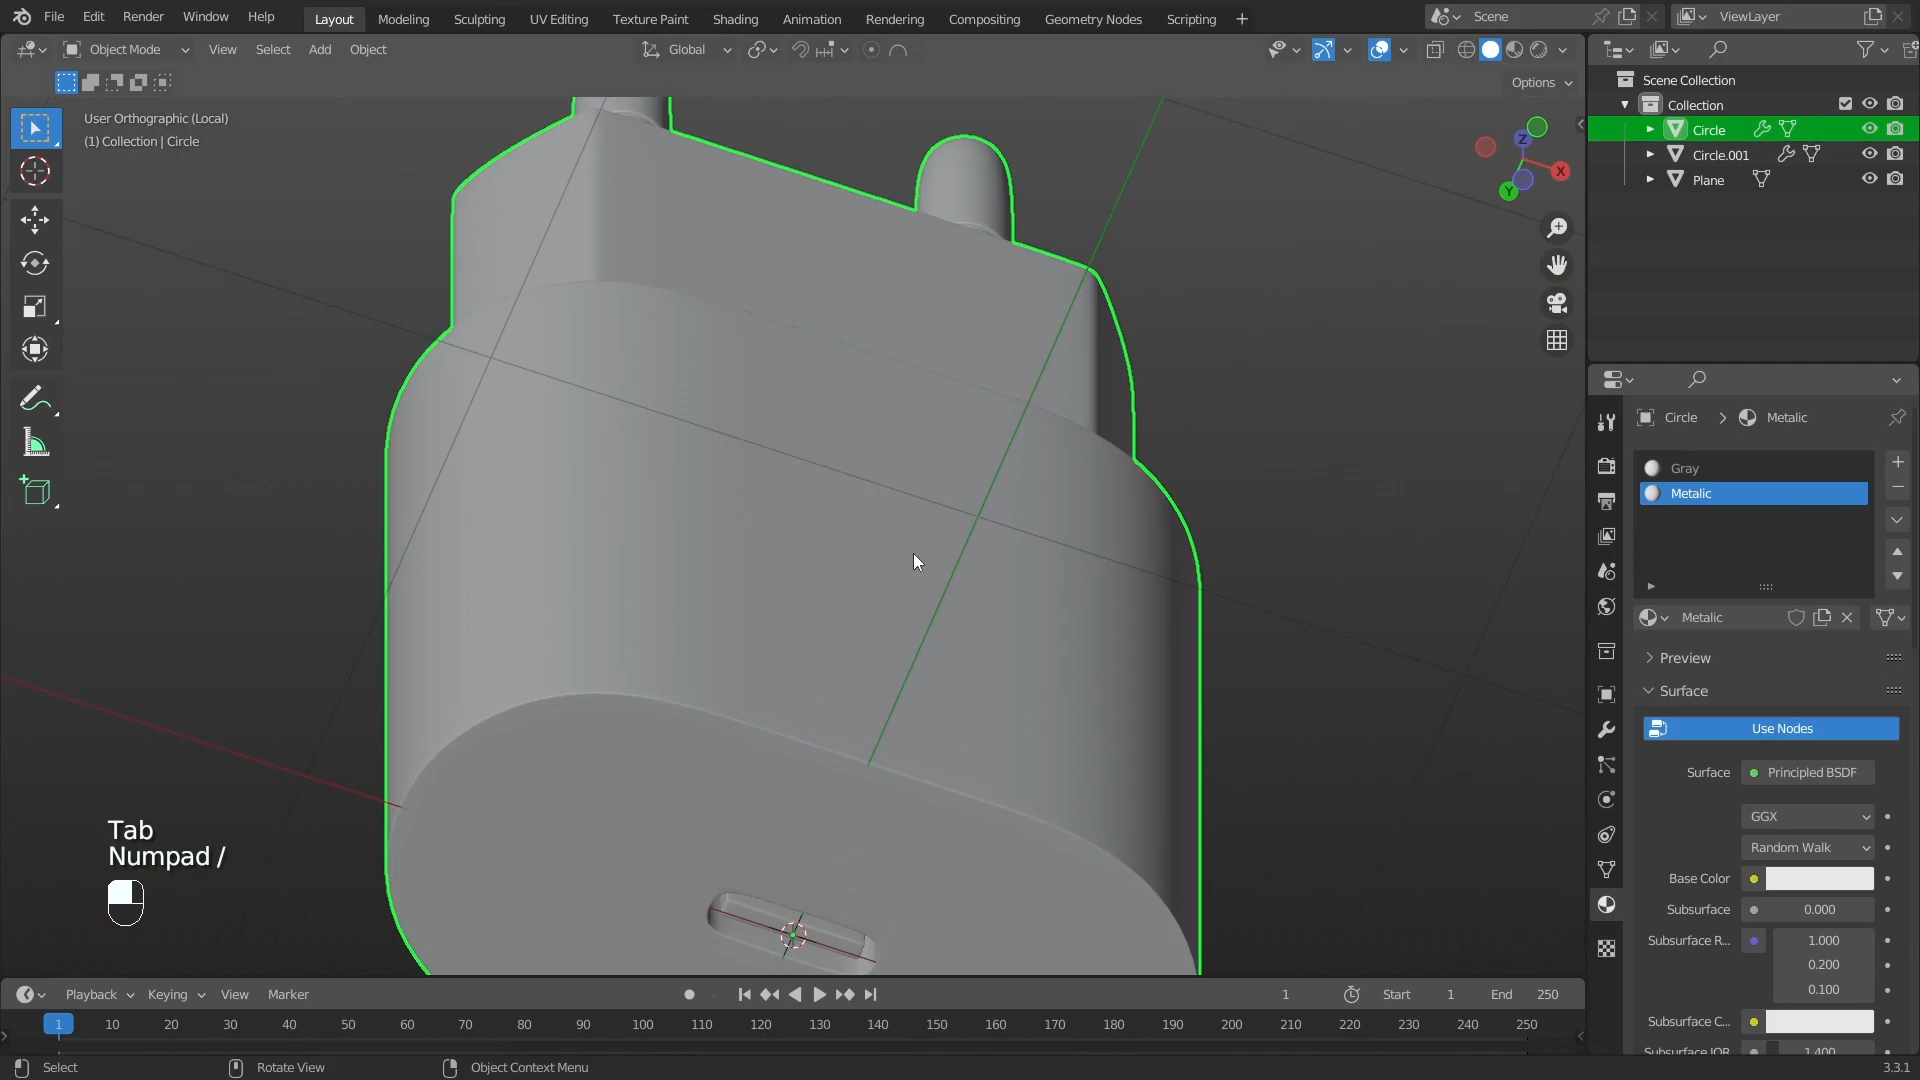 File Edit Render Window Help
Layout Modeling Sculpting UV Editing Texture Paint Shading Animation Rendering Compositing Geometry Nodes Scripting +
Scene
ViewLayer
Object Mode View Select Add Object
Global
Options
User Orthographic (Local)
(1) Collection | Circle
Z
X
Y
Scene Collection
Collection
Circle
Circle.001
Plane
Circle > Metalic
Gray
Metalic
Metalic
Preview
Surface
Use Nodes
Surface Principled BSDF
GGX
Random Walk
Base Color
Subsurface 0.000
Subsurface R... 1.000
0.200
0.100
Subsurface C...
Subsurface IOR 1.400
Tab
Numpad /
Playback Keying View Marker
1 Start 1 End 250
1 10 20 30 40 50 60 70 80 90 100 110 120 130 140 150 160 170 180 190 200 210 220 230 240 250
Select Rotate View Object Context Menu
3.3.1